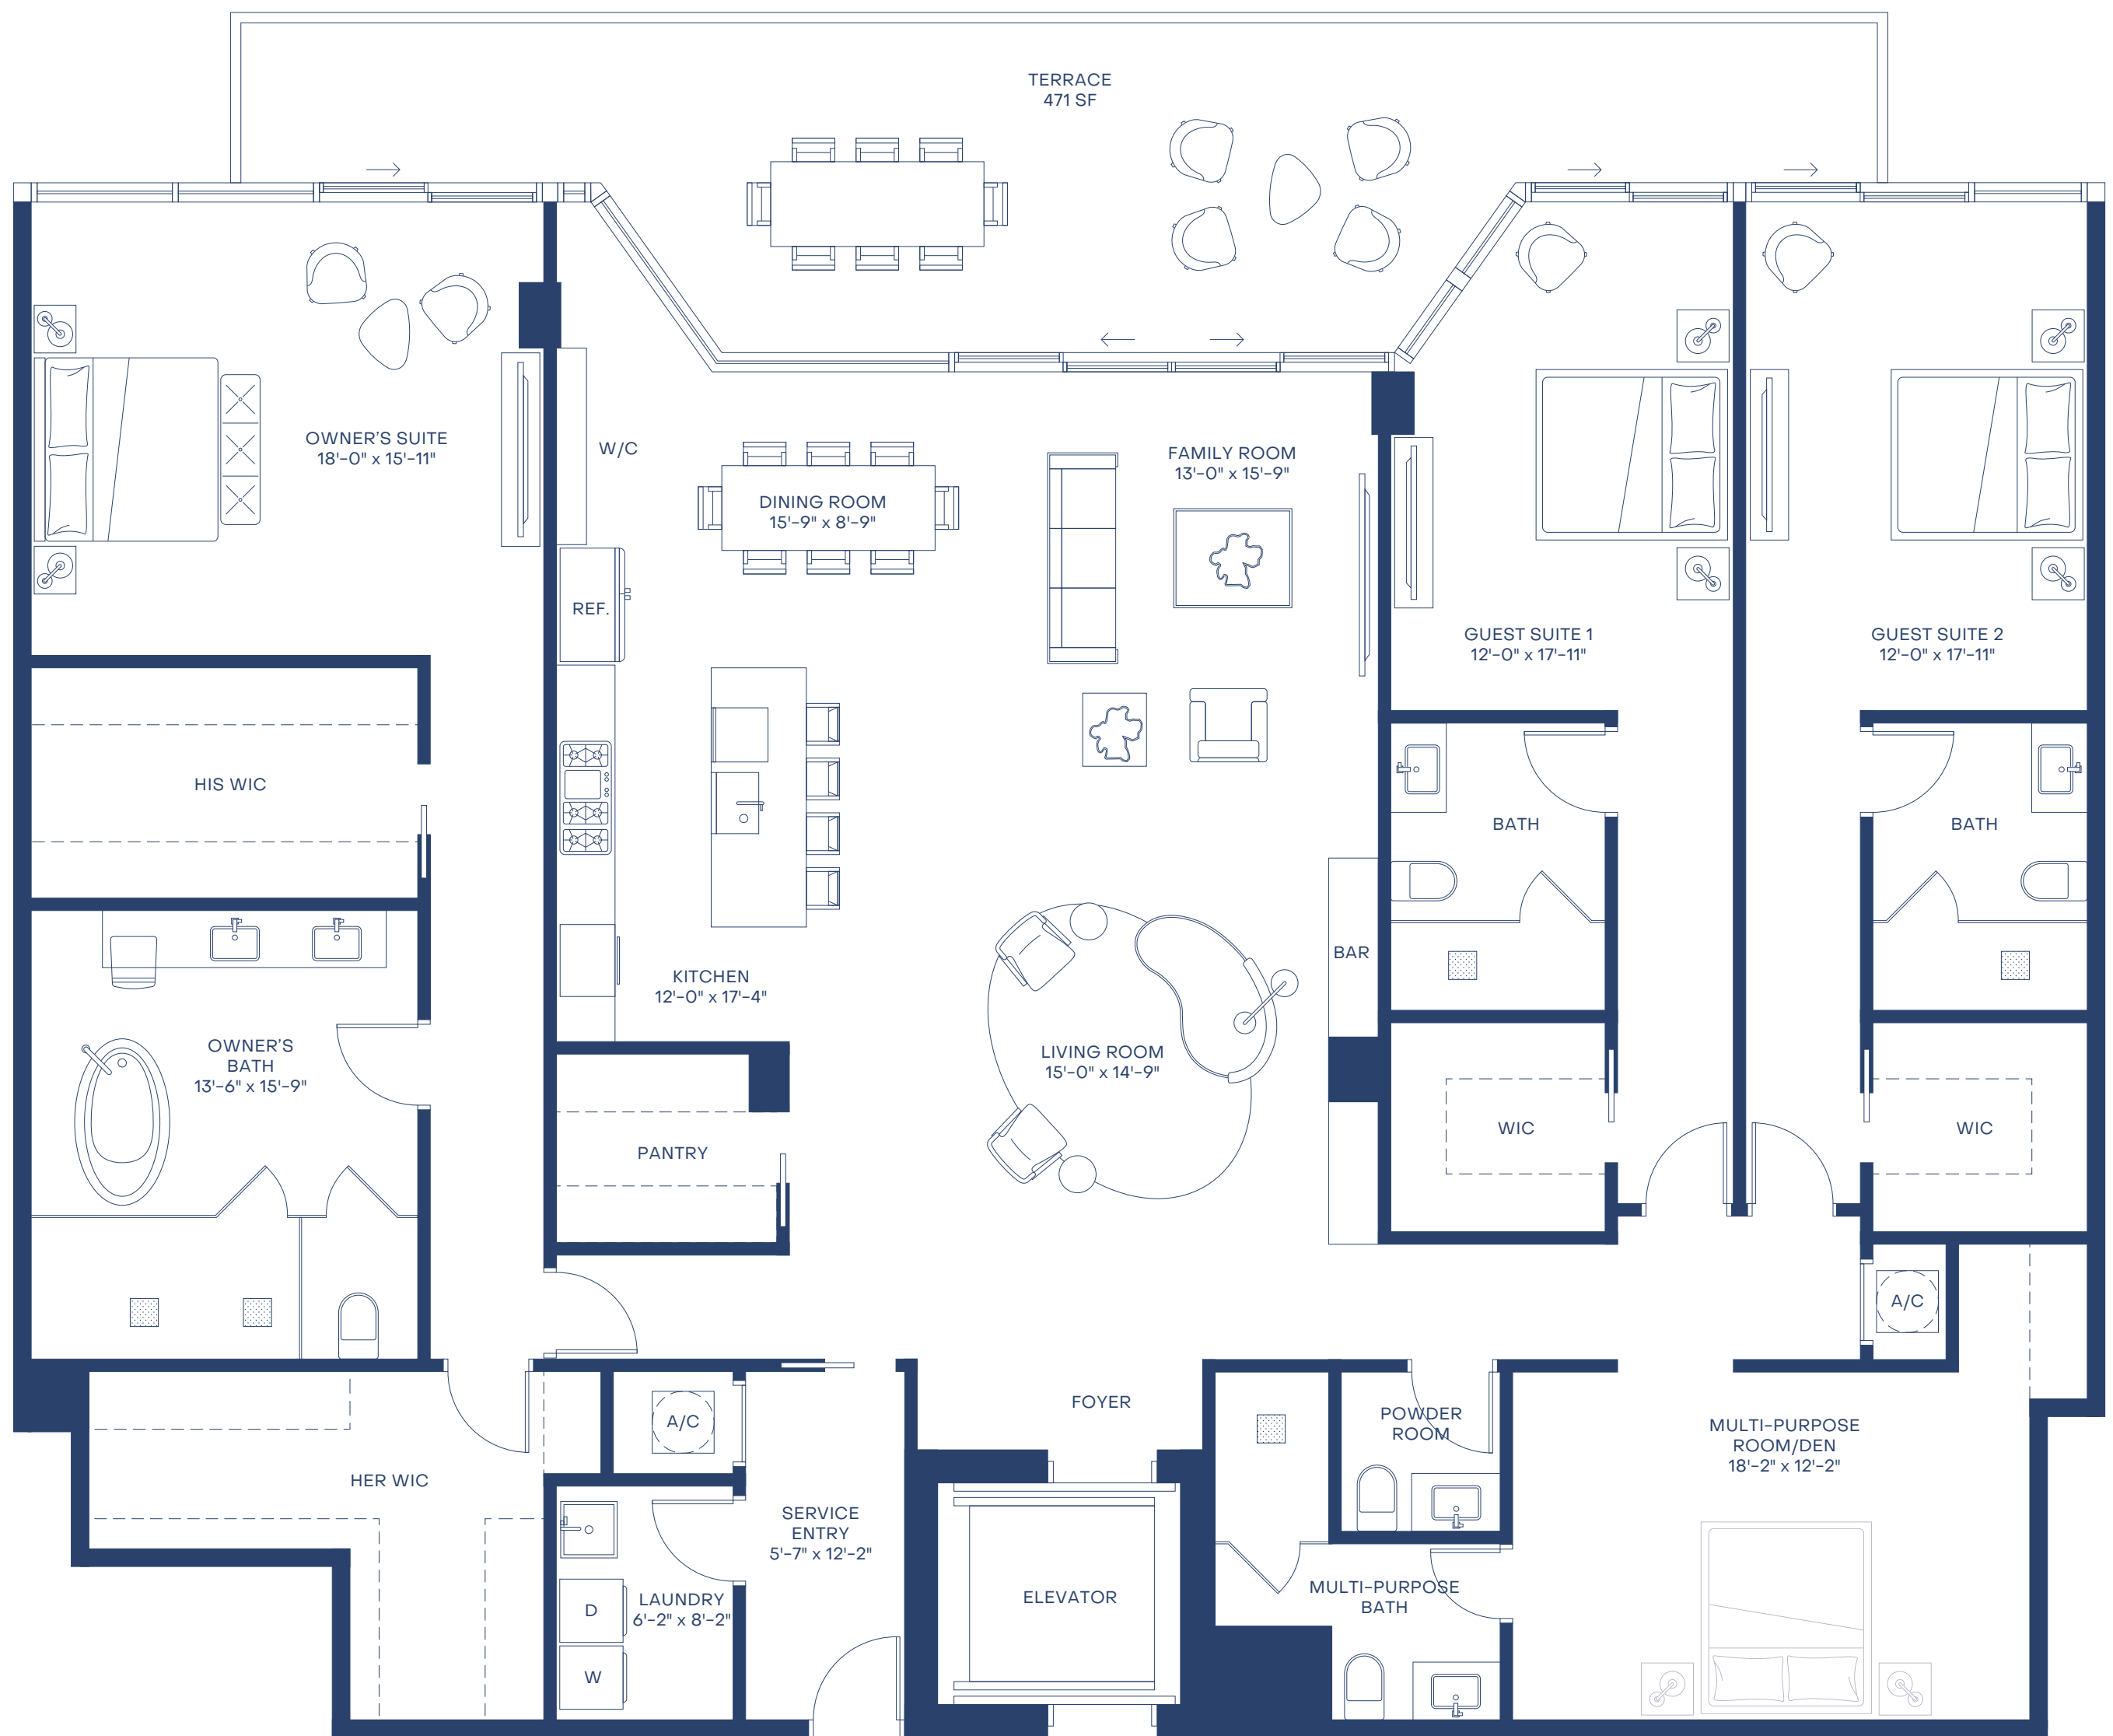 TERRACE
471 SF
OWNER'S SUITE
18'-0" x 15'-11"
W/C
DINING ROOM
15'-9" x 8'-9"
FAMILY ROOM
13'-0" x 15'-9"
REF.
GUEST SUITE 1
12'-0" x 17'-11"
GUEST SUITE 2
12'-0" x 17'-11"
HIS WIC
BATH
BATH
KITCHEN
12'-0" x 17'-4"
BAR
OWNER'S
BATH
13'-6" x 15'-9"
LIVING ROOM
15'-0" x 14'-9"
PANTRY
WIC
WIC
A/C
FOYER
A/C
POWDER
ROOM
MULTI-PURPOSE
ROOM/DEN
18'-2" x 12'-2"
HER WIC
SERVICE
ENTRY
5'-7" x 12'-2"
ELEVATOR
MULTI-PURPOSE
BATH
D
LAUNDRY
6'-2" x 8'-2"
W